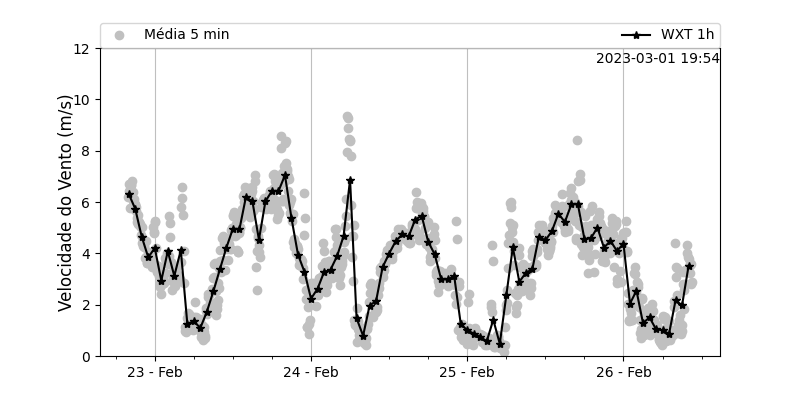 Média 5 min
WXT 1h
2023-03-01 19:54
Velocidade do Vento (m/s)
12
10
8
6
4
2
0
23 - Feb
24 - Feb
25 - Feb
26 - Feb